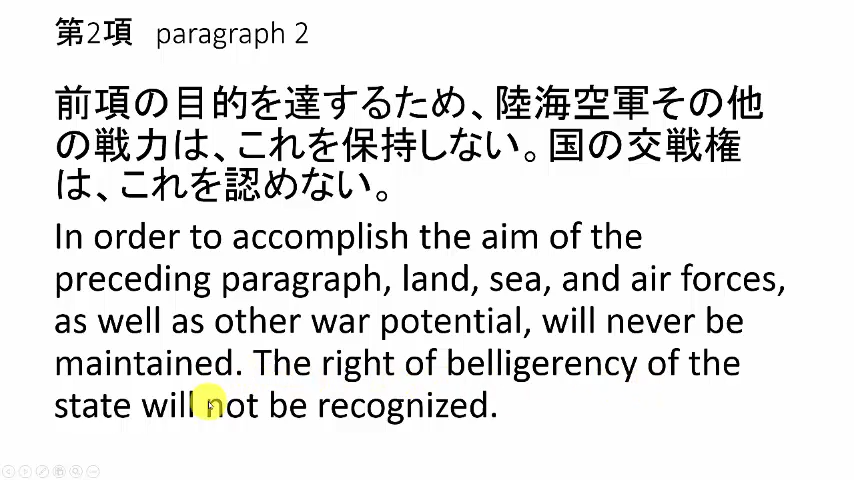 第2項 paragraph 2
前項の目的を達するため、陸海空軍その他
の戦力は、これを保持しない。国の交戦権
は、これを認めない。
In order to accomplish the aim of the
preceding paragraph, land, sea, and air forces,
as well as other war potential, will never be
maintained. The right of belligerency of the
state will not be recognized.